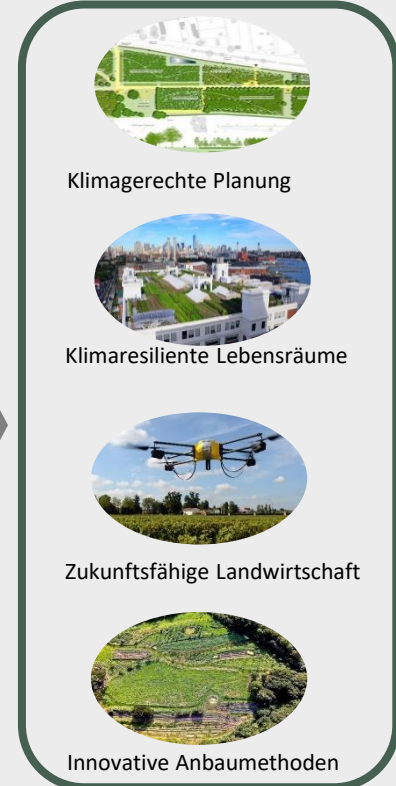 Klimagerechte Planung
Klimaresiliente Lebensräume
Zukunftsfähige Landwirtschaft
Innovative Anbaumethoden